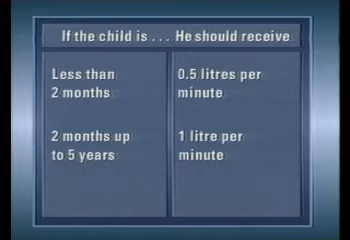 If the child is . . . He should receive
Less than
2 months
0.5 litres per
minute
2 months up
to 5 years
1 litre per
minute